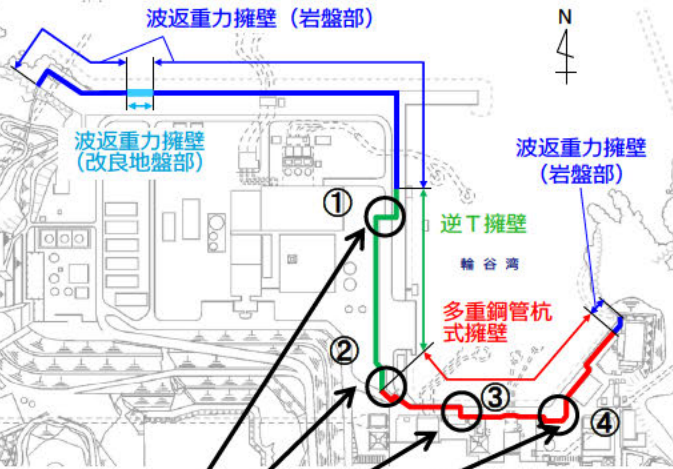 波返重力擁壁（岩盤部）
N
波返重力擁壁
（改良地盤部）
波返重力擁壁
（岩盤部）
①
逆Ｔ擁壁
輪谷湾
多重鋼管杭
式擁壁
②
③
④